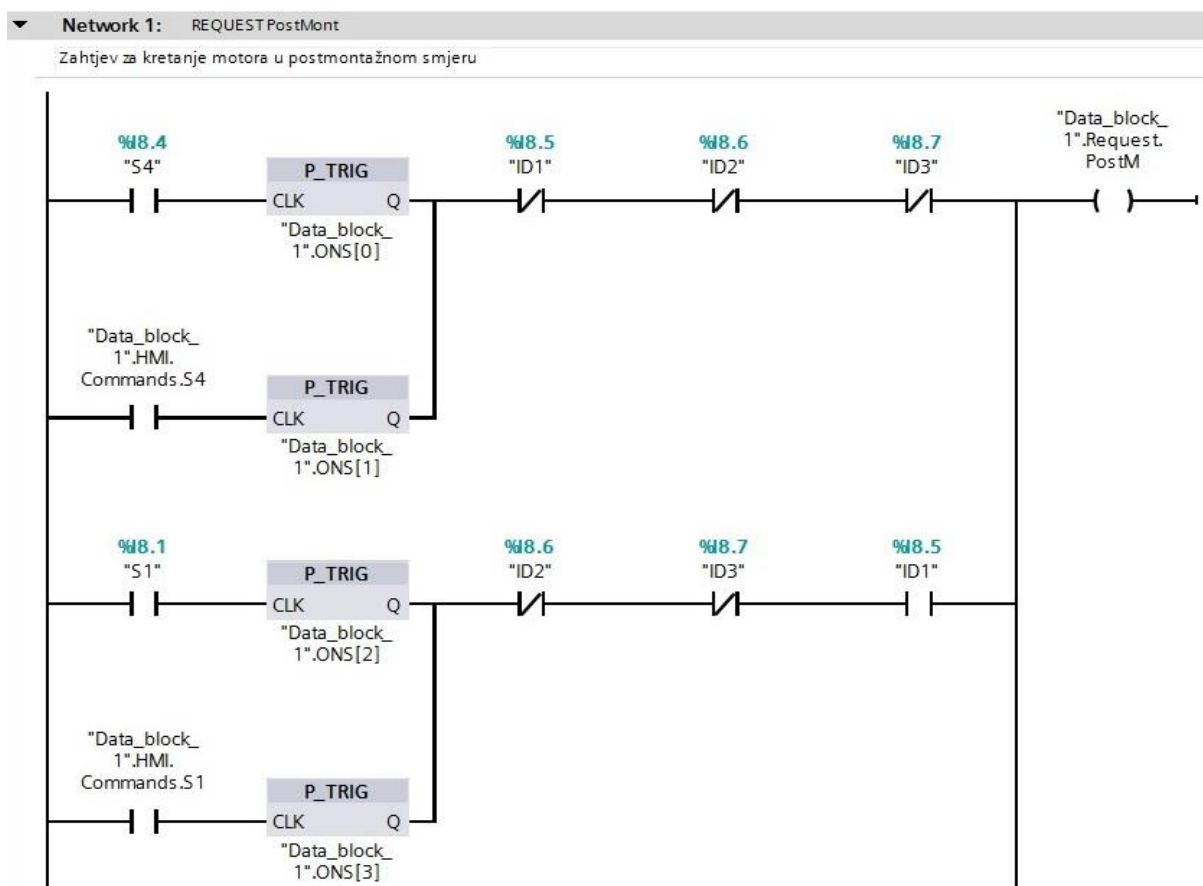 Network 1: REQUEST PostMont
Zahtjev za kretanje motora u postmontažnom smjeru
"Data_block_
1".Request.
PostM
%I8.4
"S4"
P_TRIG
CLK Q
"Data_block_
1".ONS[0]
%I8.5
"ID1"
%I8.6
"ID2"
%I8.7
"ID3"
"Data_block_
1".HMI.
Commands.S4
P_TRIG
CLK Q
"Data_block_
1".ONS[1]
%I8.1
"S1"
P_TRIG
CLK Q
"Data_block_
1".ONS[2]
%I8.6
"ID2"
%I8.7
"ID3"
%I8.5
"ID1"
"Data_block_
1".HMI.
Commands.S1
P_TRIG
CLK Q
"Data_block_
1".ONS[3]